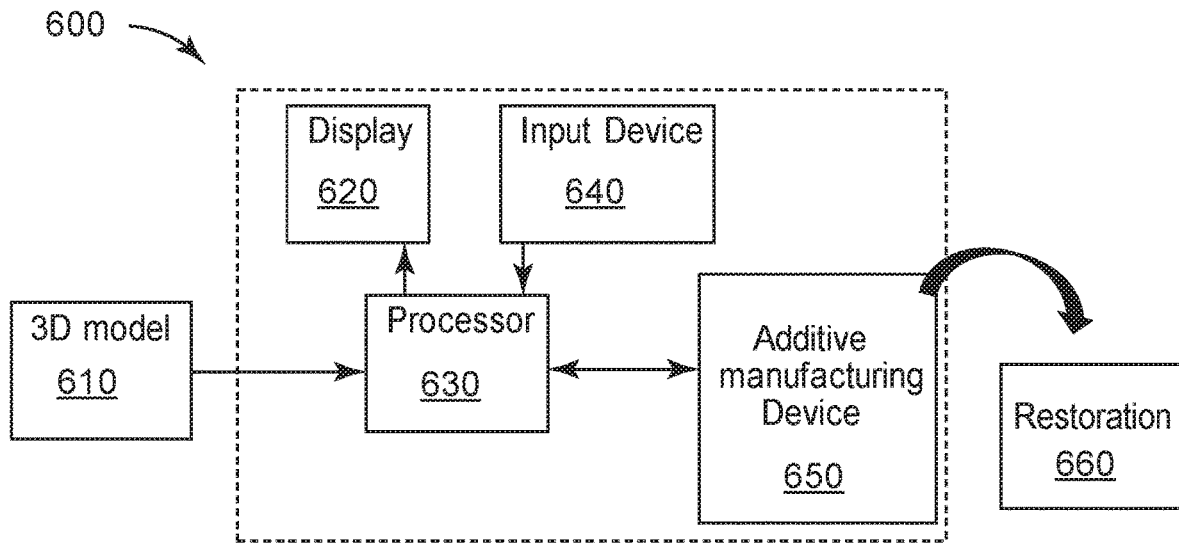 600
Display
620
Input Device
640
3D model
610
Processor
630
Additive
manufacturing
Device
650
Restoration
660